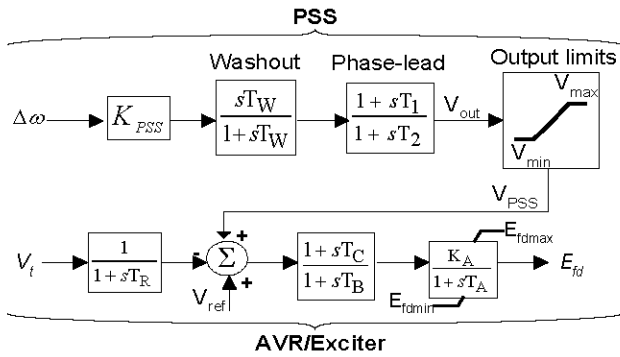 PSS
Washout
Phase-lead
Output limits
Δω
K_PSS
sT_W
1+sT_W
1 + sT_1
1 + sT_2
V_out
V_max
V_min
V_PSS
V_t
1
1+sT_R
-
+
Σ
+
V_ref
1 + sT_C
1 + sT_B
E_fdmax
K_A
1 + sT_A
E_fdmin
E_fd
AVR/Exciter